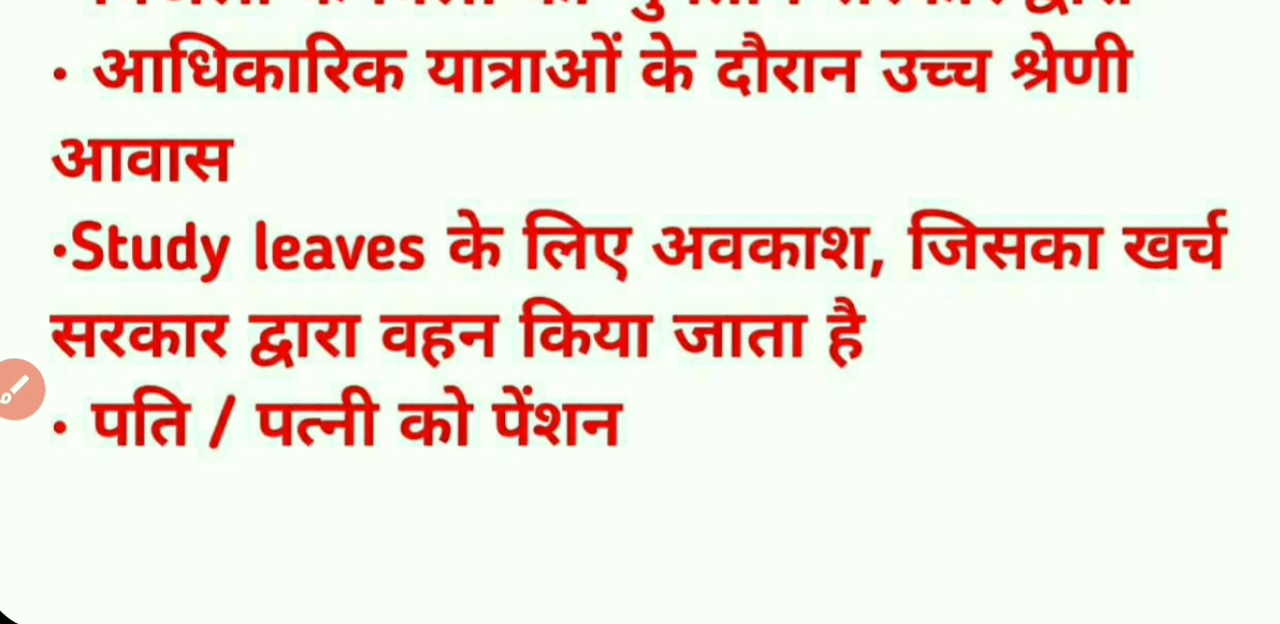 • आधिकारिक यात्राओं के दौरान उच्च श्रेणी
आवास
•Study leaves के लिए अवकाश, जिसका खर्च
सरकार द्वारा वहन किया जाता है
• पति / पत्नी को पेंशन